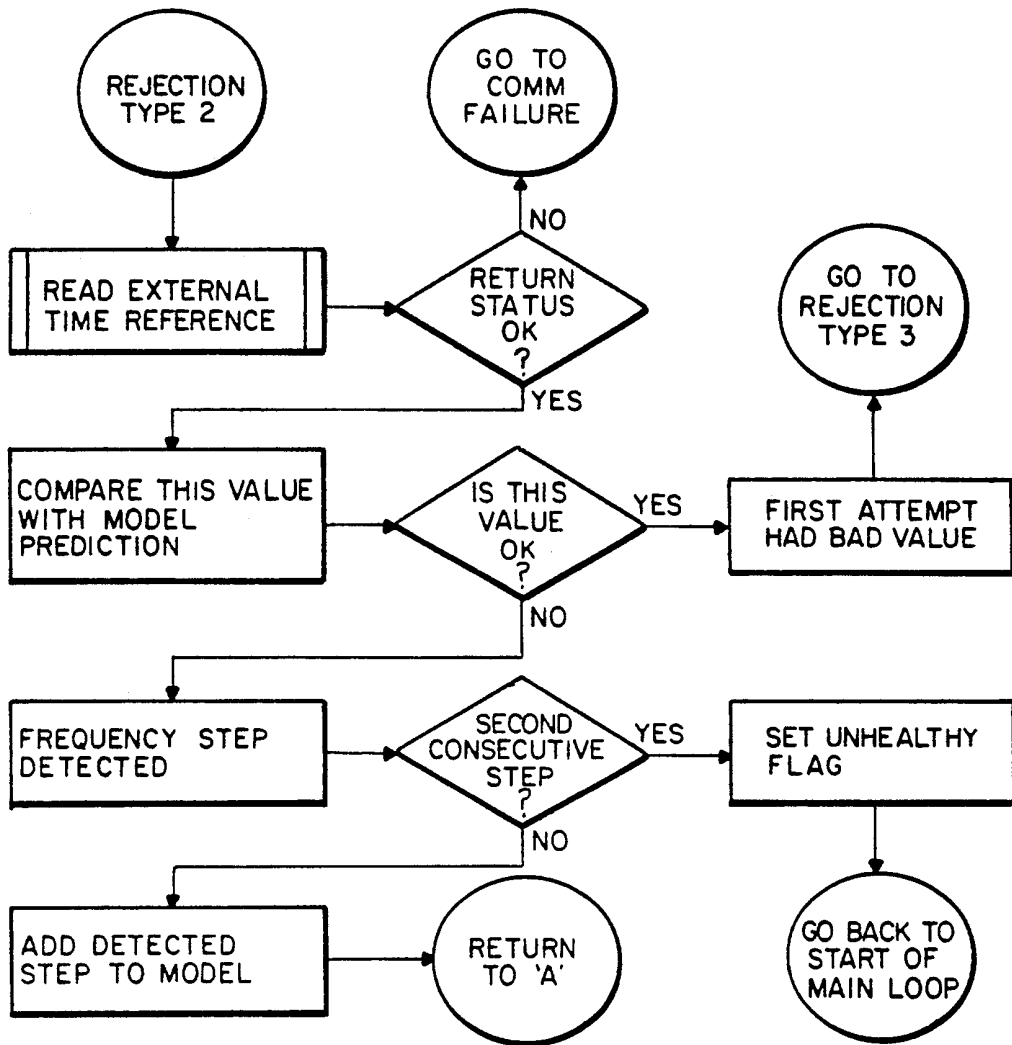 REJECTION
TYPE 2
GO TO
COMM
FAILURE
NO
READ EXTERNAL
TIME REFERENCE
RETURN
STATUS
OK
?
YES
GO TO
REJECTION
TYPE 3
COMPARE THIS VALUE
WITH MODEL
PREDICTION
IS THIS
VALUE
OK
?
YES
NO
FIRST ATTEMPT
HAD BAD VALUE
FREQUENCY STEP
DETECTED
SECOND
CONSECUTIVE
STEP
?
YES
NO
SET UNHEALTHY
FLAG
ADD DETECTED
STEP TO MODEL
RETURN
TO 'A'
GO BACK TO
START OF
MAIN LOOP